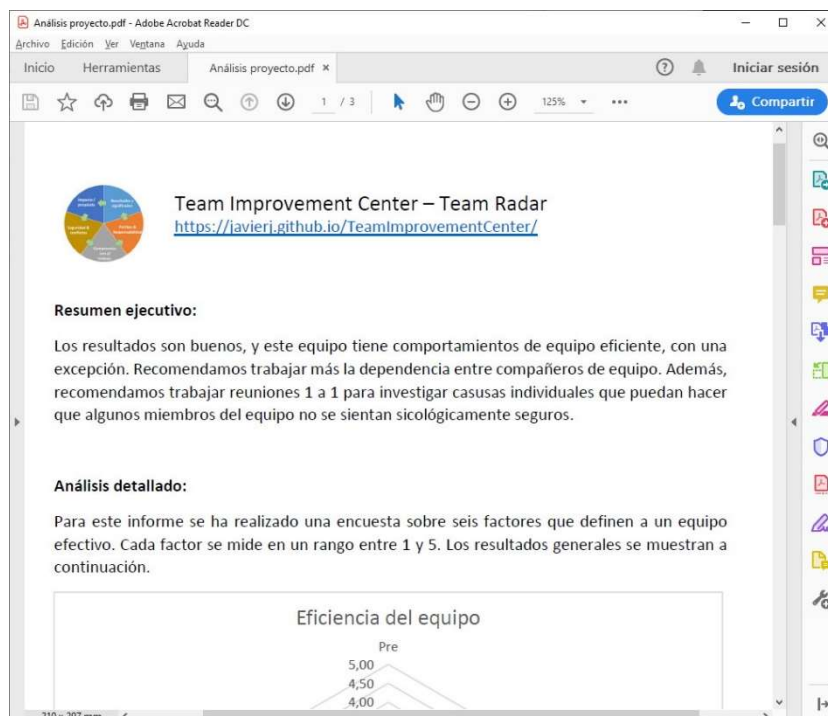 Análisis proyecto.pdf - Adobe Acrobat Reader DC
Archivo Edición Ver Ventana Ayuda
Inicio Herramientas Análisis proyecto.pdf × Iniciar sesión
1 / 3 125% Compartir
Team Improvement Center – Team Radar
https://javierj.github.io/TeamImprovementCenter/
Resumen ejecutivo:
Los resultados son buenos, y este equipo tiene comportamientos de equipo eficiente, con una
excepción. Recomendamos trabajar más la dependencia entre compañeros de equipo. Además,
recomendamos trabajar reuniones 1 a 1 para investigar casusas individuales que puedan hacer
que algunos miembros del equipo no se sientan sicológicamente seguros.
Análisis detallado:
Para este informe se ha realizado una encuesta sobre seis factores que definen a un equipo
efectivo. Cada factor se mide en un rango entre 1 y 5. Los resultados generales se muestran a
continuación.
Eficiencia del equipo
Pre
5,00
4,50
4,00